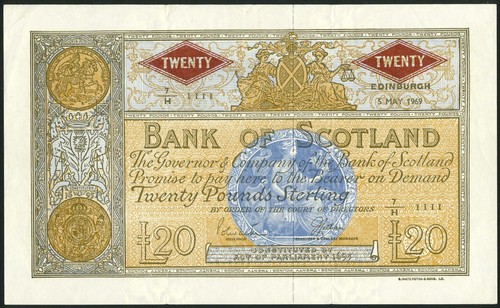 TWENTY
TWENTY
EDINBURGH
5 MAY 1969
7/H 1111
BANK OF SCOTLAND
The Governor & Company of the Bank of Scotland
Promise to pay here to the Bearer on Demand
Twenty Pounds Sterling
BY ORDER OF THE COURT OF DIRECTORS
7/H 1111
GOVERNOR
£20
£20
CONSTITUTED BY
ACT OF PARLIAMENT 1695